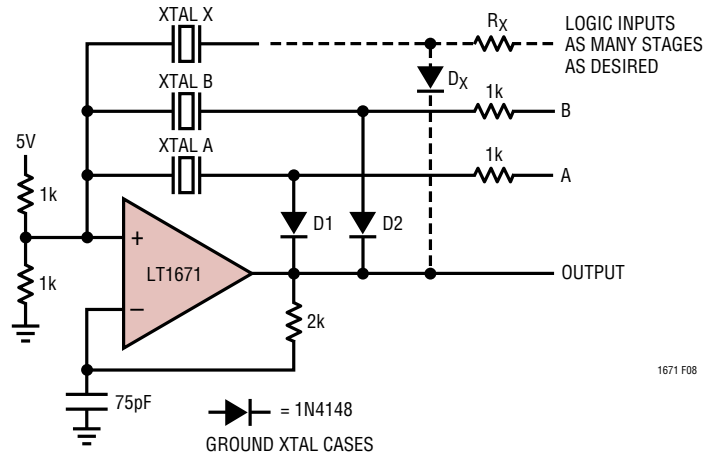 XTAL X
R_X
LOGIC INPUTS
AS MANY STAGES
AS DESIRED
D_X
XTAL B
1k
B
5V
XTAL A
1k
A
1k
+
D1
D2
LT1671
OUTPUT
1k
–
2k
1671 F08
75pF
= 1N4148
GROUND XTAL CASES